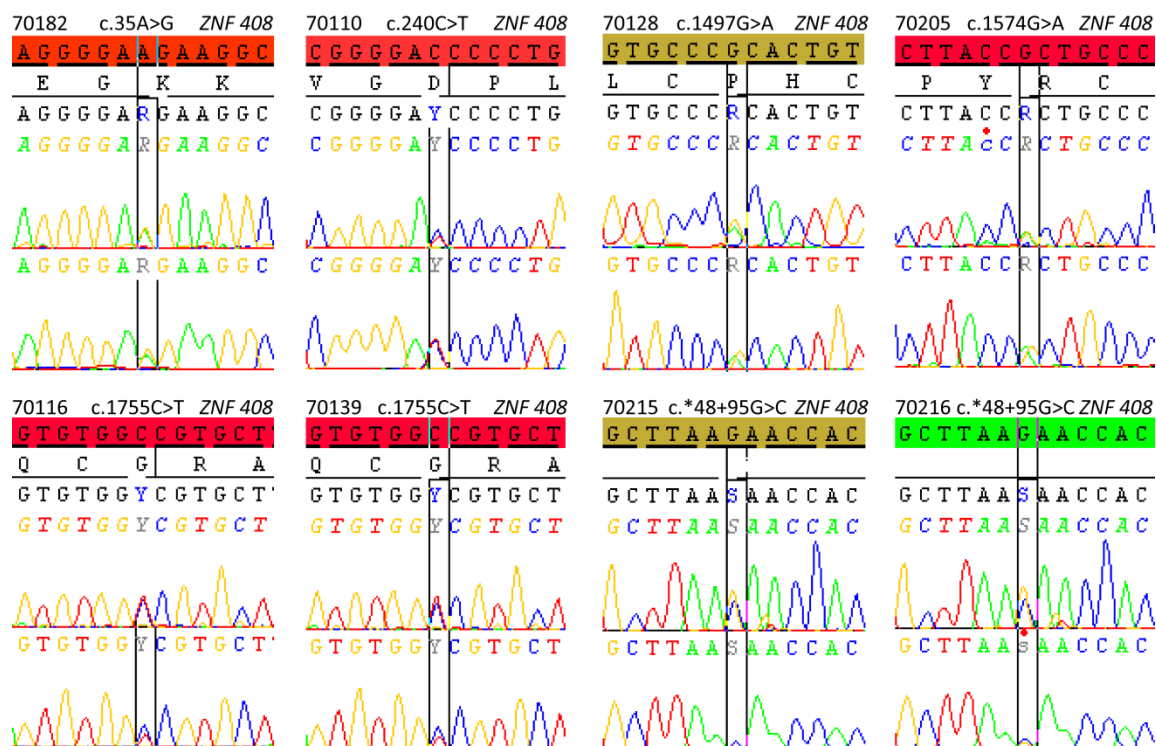 70182 c.35A>G ZNF 408
AGGGGAAGAAGGC
E G K K
AGGGGARGAAGGC
AGGGGARGAAGGC
AGGGGARGAAGGC
70110 c.240C>T ZNF 408
CGGGGACCCCCTG
V G D P L
CGGGGAYCCCCTG
CGGGGAYCCCCTG
CGGGGAYCCCCTG
70128 c.1497G>A ZNF 408
GTGCCCGCACTGT
L C P H C
GTGCCCRCACTGT
GTGCCCRCACTGT
GTGCCCRCACTGT
70205 c.1574G>A ZNF 408
CTTACCGCTGCCC
P Y R C
CTTACCRCTGCCC
CTTACCRCTGCCC
CTTACCRCTGCCC
70116 c.1755C>T ZNF 408
GTGTGGCCGTGCT
Q C G R A
GTGTGGYCGTGCT
GTGTGGYCGTGCT
GTGTGGYCGTGCT
70139 c.1755C>T ZNF 408
GTGTGGCCGTGCT
Q C G R A
GTGTGGYCGTGCT
GTGTGGYCGTGCT
GTGTGGYCGTGCT
70215 c.*48+95G>C ZNF 408
GCTTAAGAACCAC
GCTTAASAACCAC
GCTTAASAACCAC
GCTTAASAACCAC
70216 c.*48+95G>C ZNF 408
GCTTAAGAACCAC
GCTTAASAACCAC
GCTTAASAACCAC
GCTTAASAACCAC